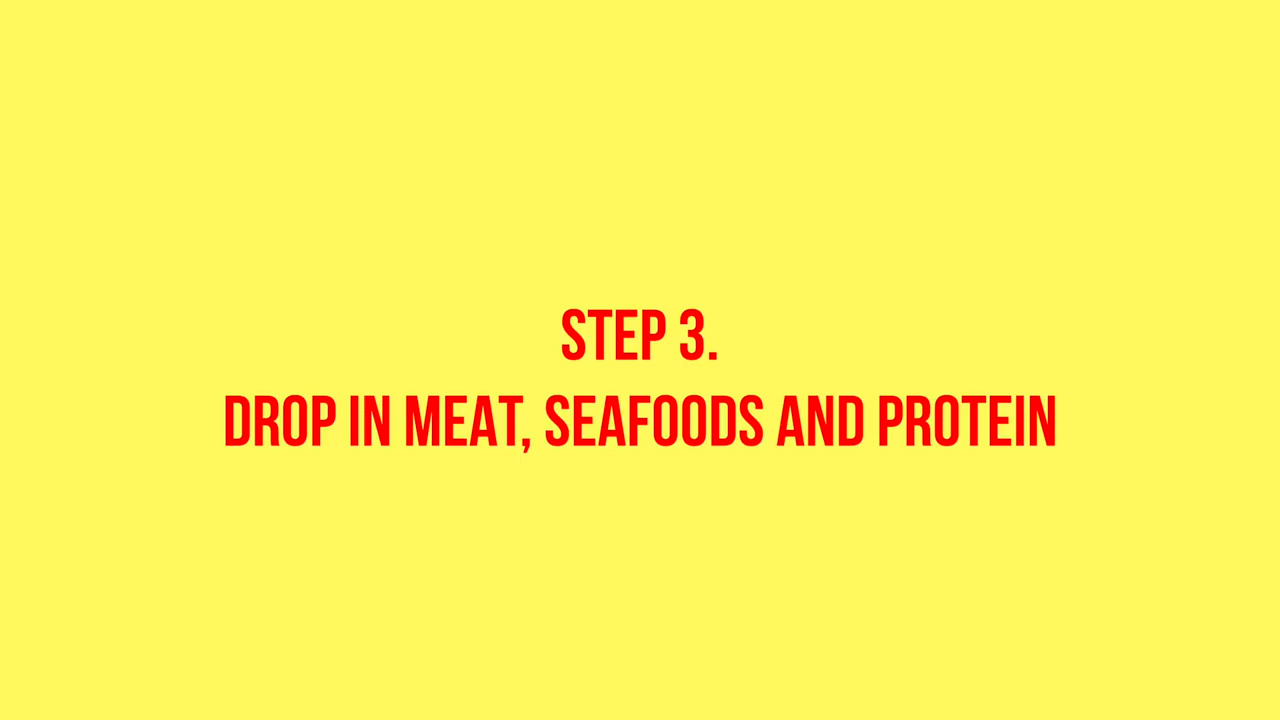 STEP 3.
DROP IN MEAT, SEAFOODS AND PROTEIN